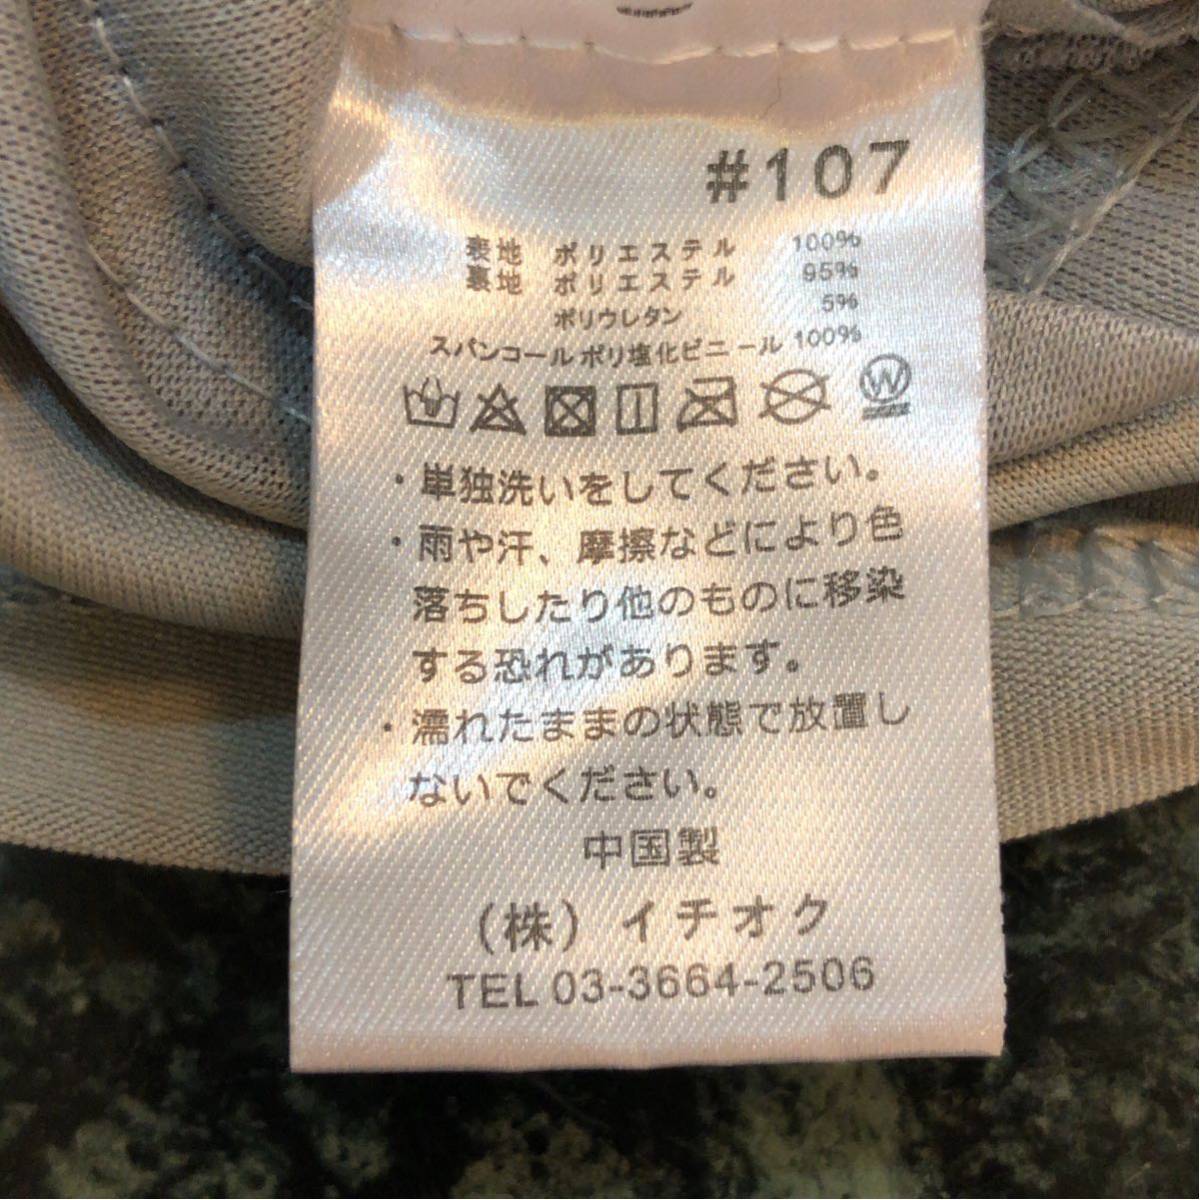 #107
表地 ポリエステル 100%
裏地 ポリエステル 95%
ポリウレタン 5%
スパンコール ポリ塩化ビニール 100%
W
・単独洗いをしてください。
・雨や汗、摩擦などにより色
落ちしたり他のものに移染
する恐れがあります。
・濡れたままの状態で放置し
ないでください。
中国製
(株) イチオク
TEL 03-3664-2506